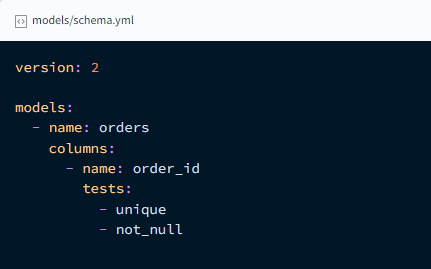 models/schema.yml
version: 2
models:
  - name: orders
    columns:
      - name: order_id
        tests:
          - unique
          - not_null